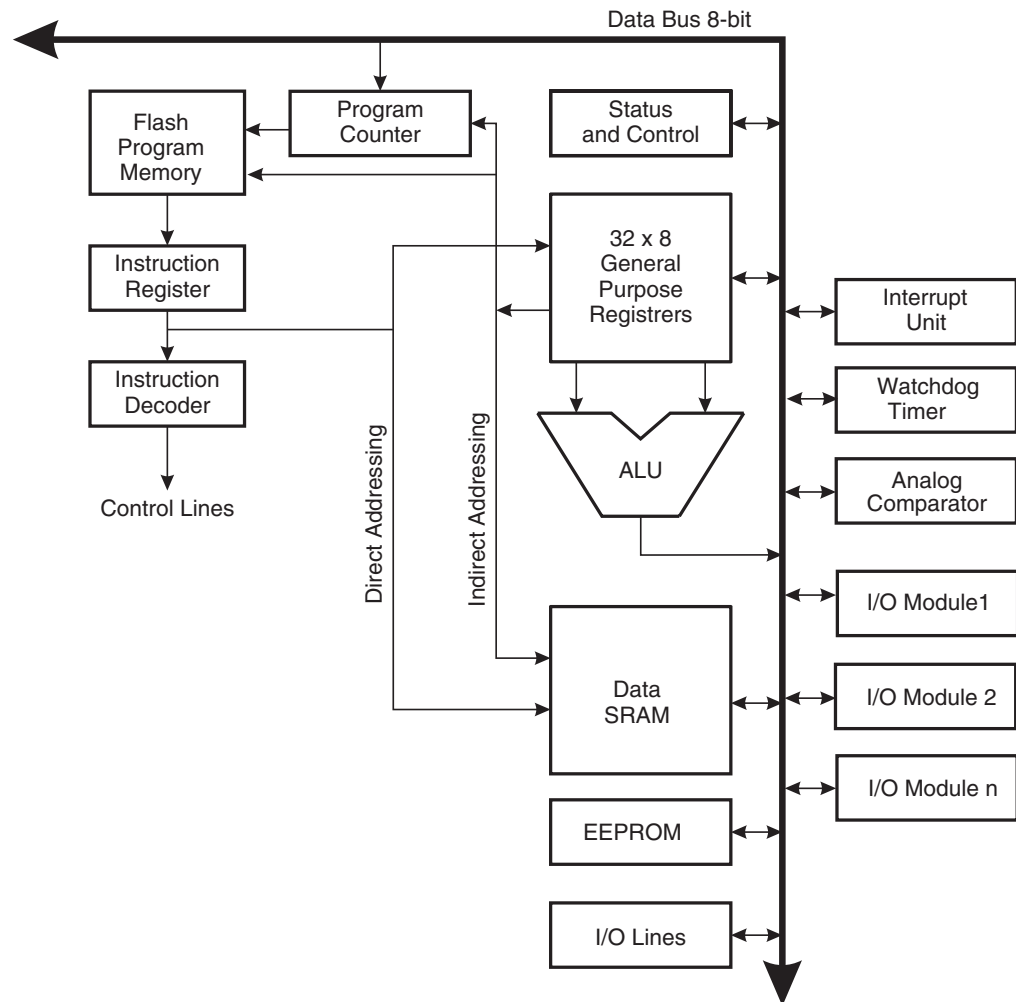 Data Bus 8-bit
Flash
Program
Memory
Program
Counter
Status
and Control
32 x 8
General
Purpose
Registrers
Instruction
Register
Instruction
Decoder
Control Lines
Direct Addressing
Indirect Addressing
ALU
Data
SRAM
EEPROM
I/O Lines
Interrupt
Unit
Watchdog
Timer
Analog
Comparator
I/O Module1
I/O Module 2
I/O Module n